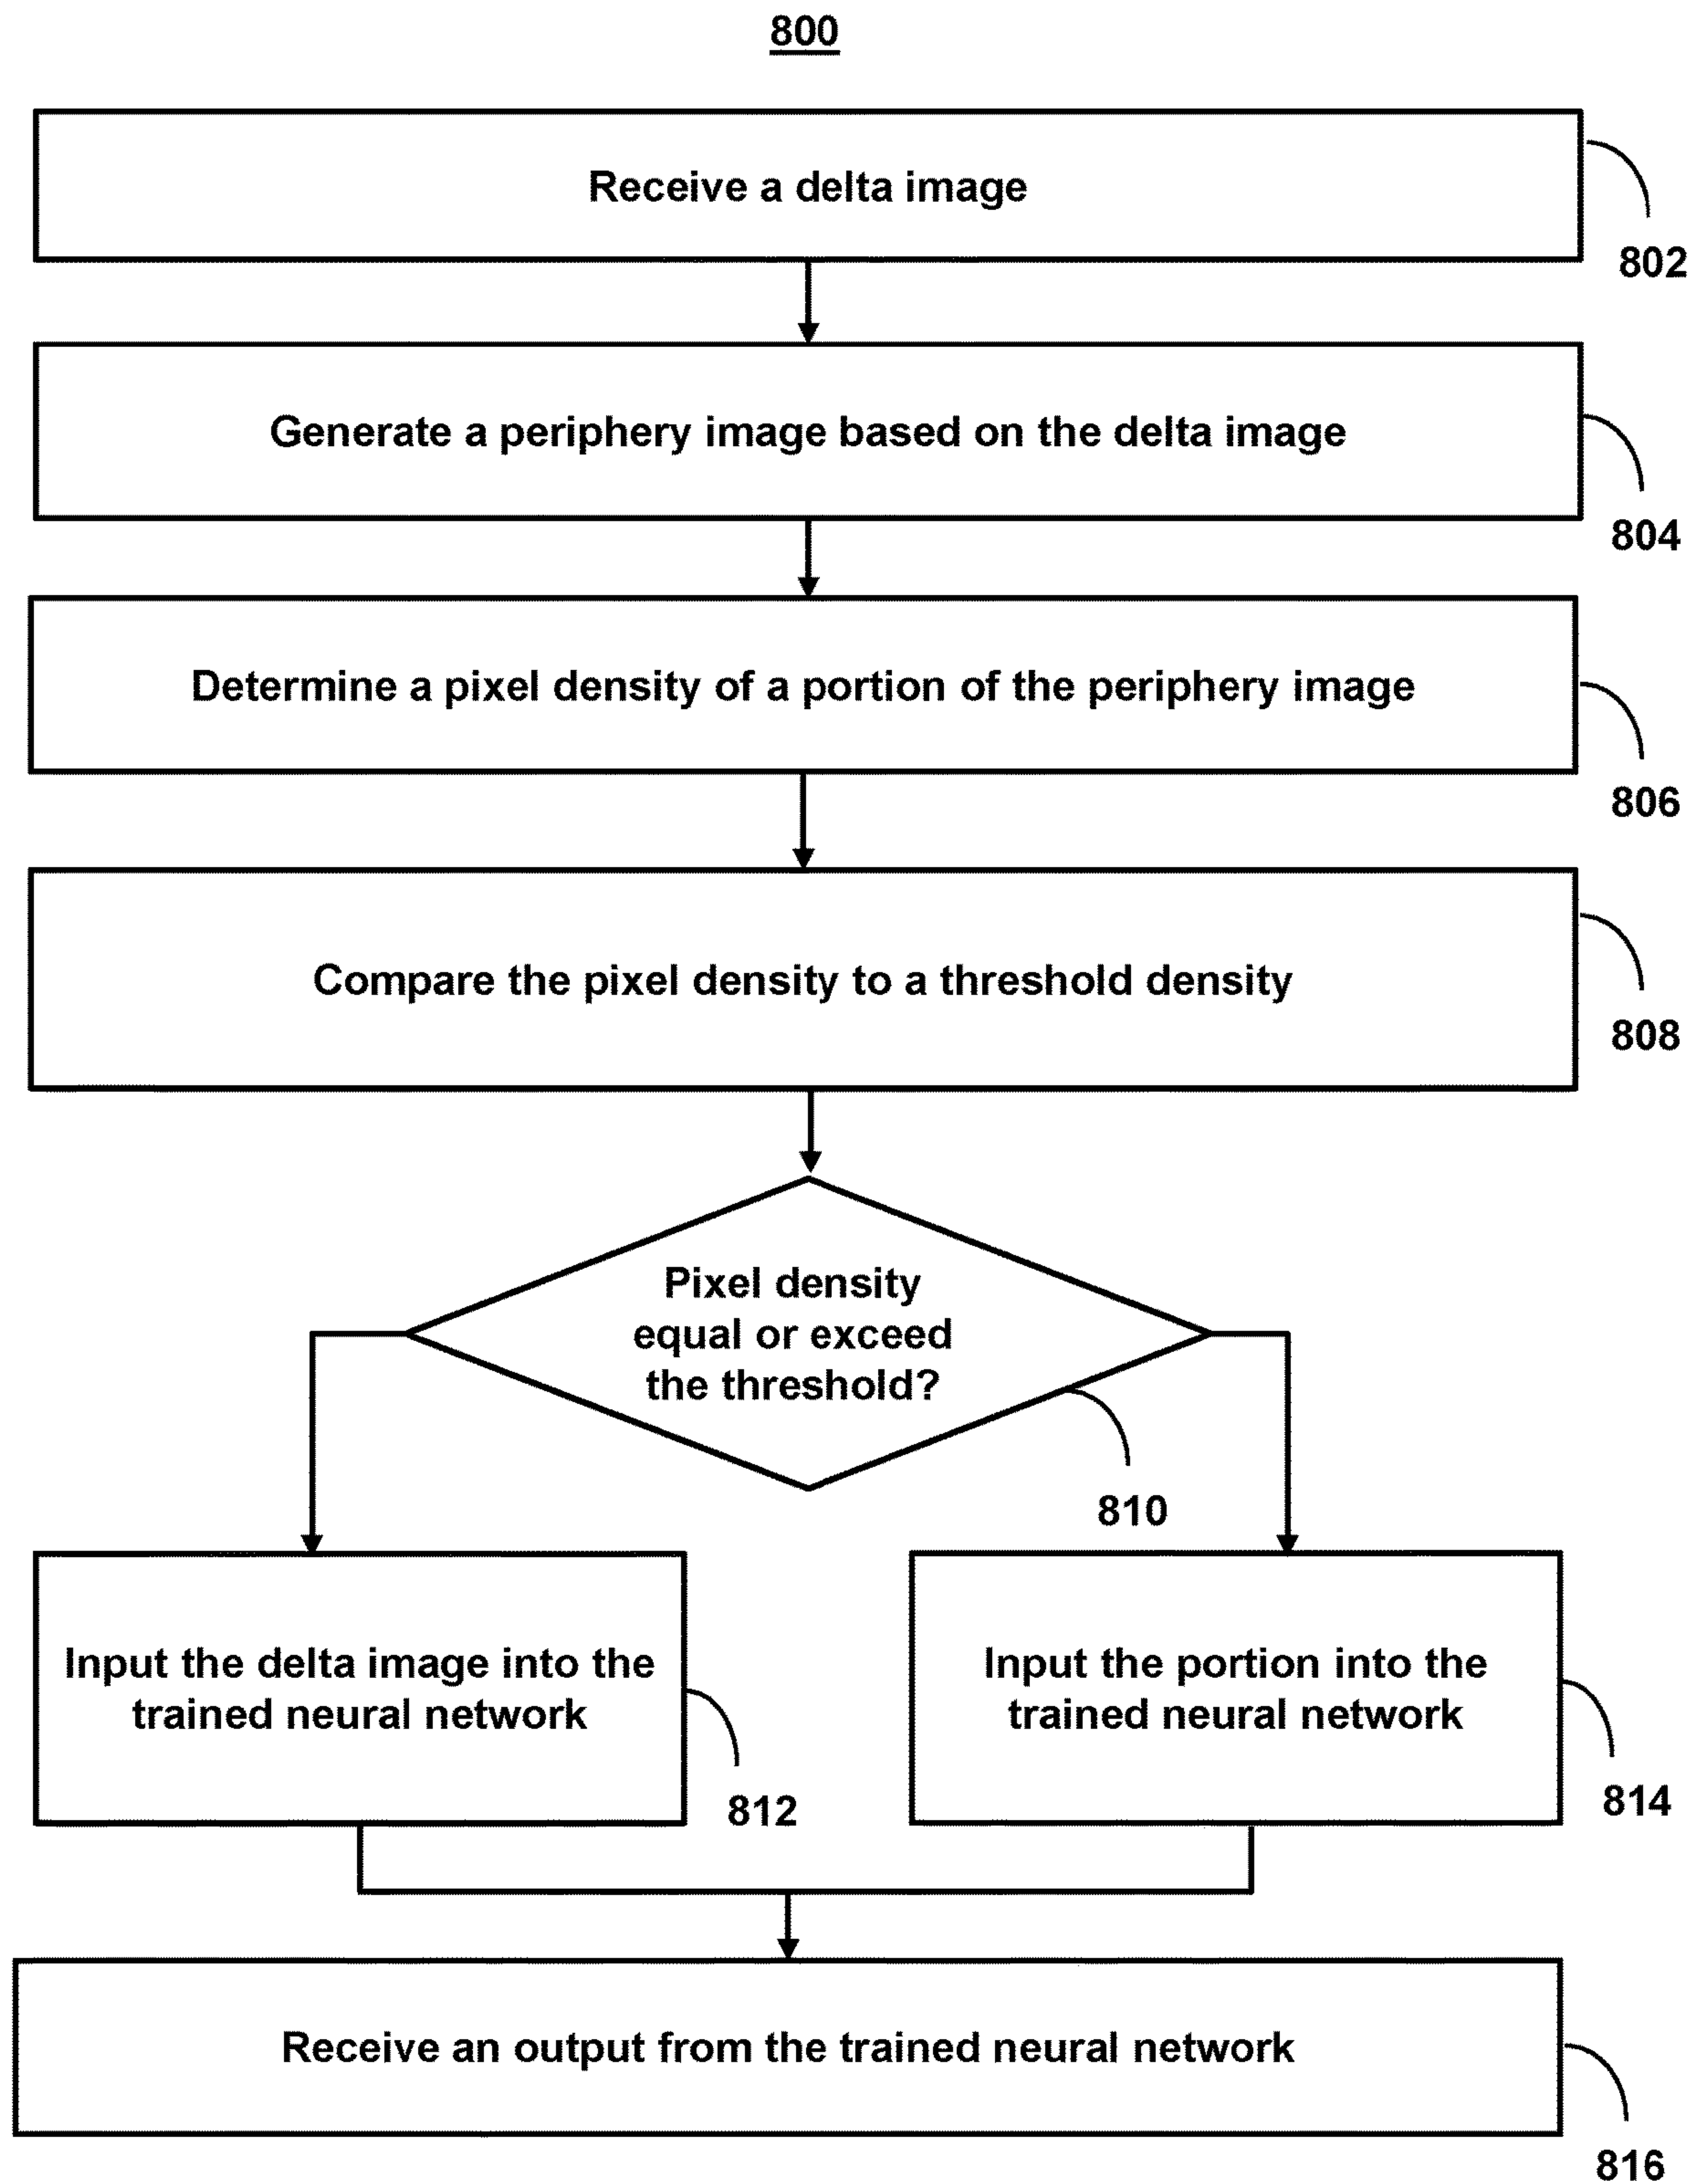 800
Receive a delta image
802
Generate a periphery image based on the delta image
804
Determine a pixel density of a portion of the periphery image
806
Compare the pixel density to a threshold density
808
Pixel density
equal or exceed
the threshold?
810
Input the delta image into the
trained neural network
812
Input the portion into the
trained neural network
814
Receive an output from the trained neural network
816